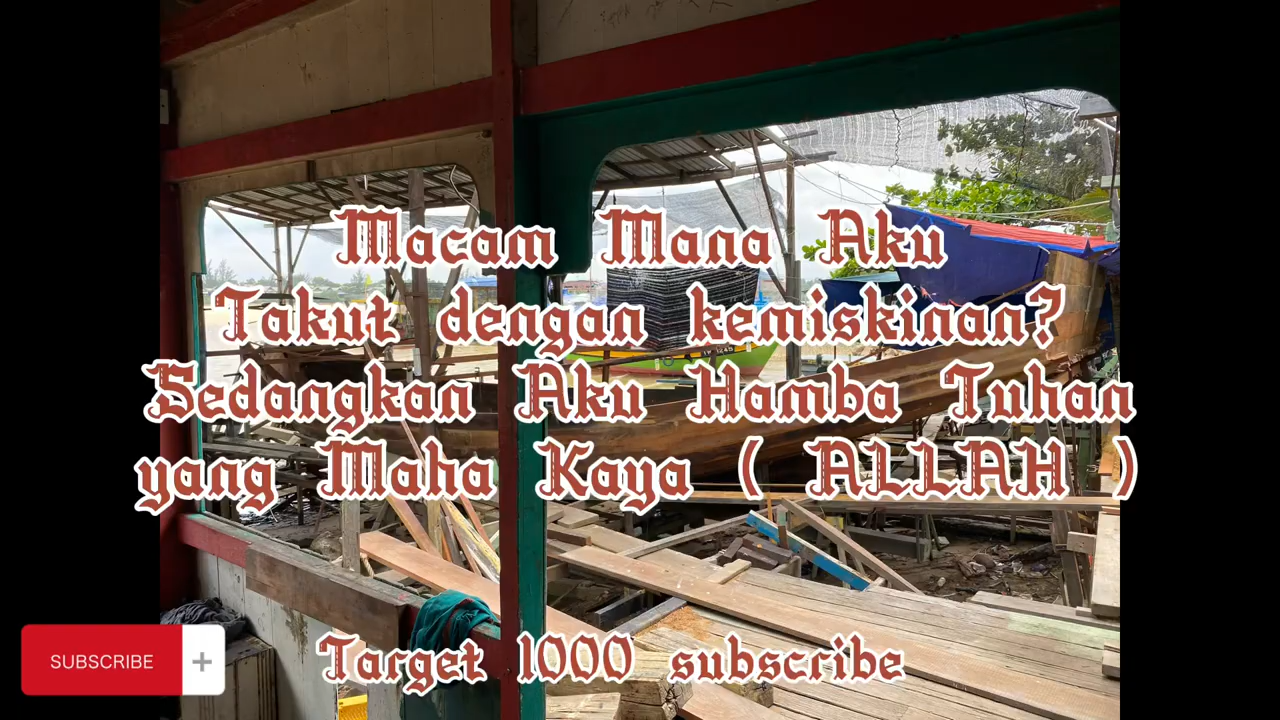 Macam Mana Aku
Takut dengan kemiskinan?
Sedangkan Aku Hamba Tuhan
yang Maha Kaya ( ALLAH )
SUBSCRIBE +
Target 1000 subscribe